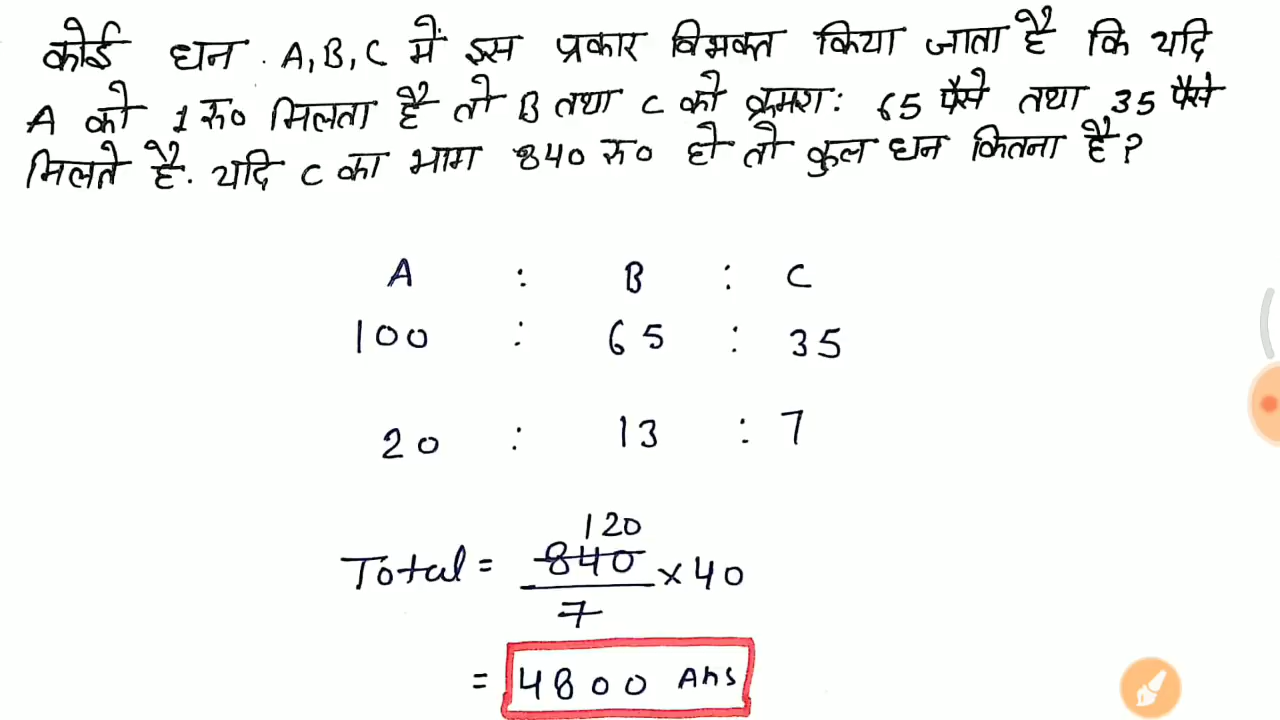 कोई धन . A, B, C में इस प्रकार विभक्त किया जाता है कि यदि
A को 1 रु० मिलता है तो B तथा C को क्रमश: 65 पैसे तथा 35 पैसे
मिलते है. यदि C का भाग 840 रु० हो तो कुल धन कितना है?
A : B : C
100 : 65 : 35
20 : 13 : 7
120
Total = 840/7 × 40
= 4800 Ans